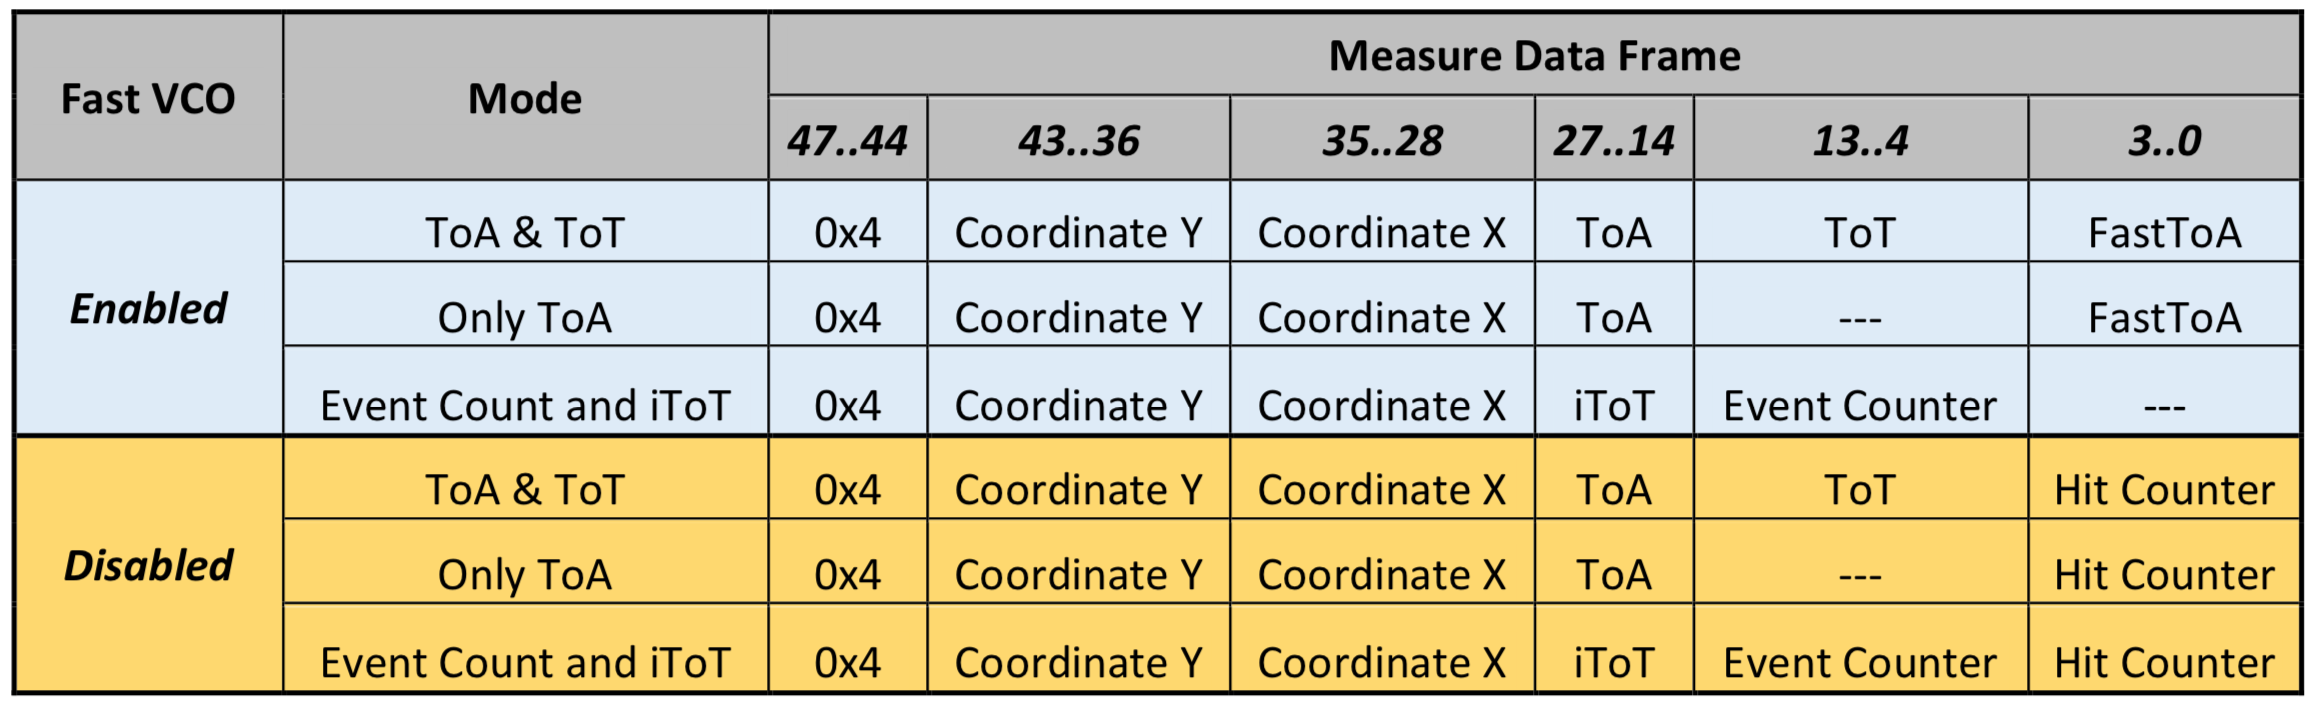 Fast VCO Mode Measure Data Frame
47..44 43..36 35..28 27..14 13..4 3..0
Enabled
ToA & ToT 0x4 Coordinate Y Coordinate X ToA ToT FastToA
Only ToA 0x4 Coordinate Y Coordinate X ToA --- FastToA
Event Count and iToT 0x4 Coordinate Y Coordinate X iToT Event Counter ---
Disabled
ToA & ToT 0x4 Coordinate Y Coordinate X ToA ToT Hit Counter
Only ToA 0x4 Coordinate Y Coordinate X ToA --- Hit Counter
Event Count and iToT 0x4 Coordinate Y Coordinate X iToT Event Counter Hit Counter